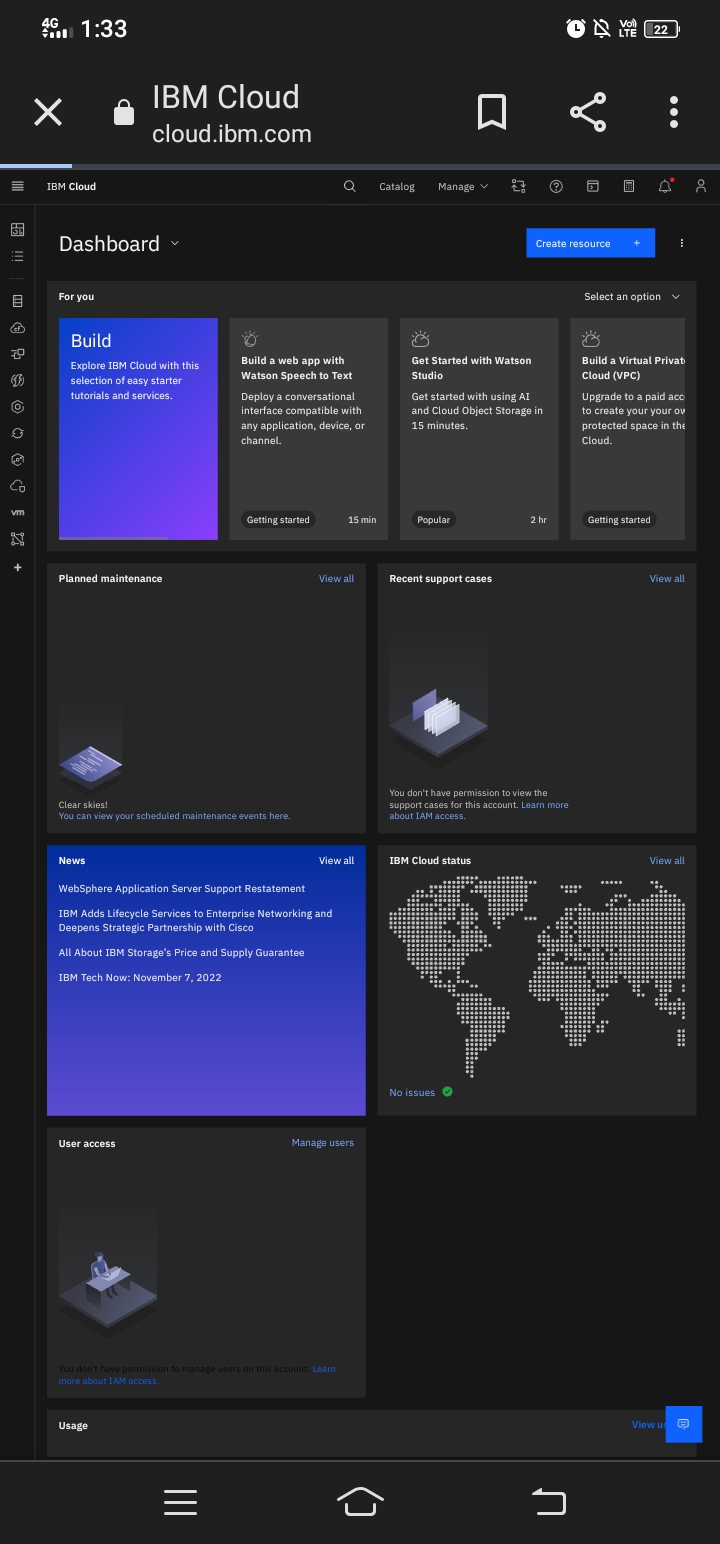 4G 1:33 Vo) LTE 22
IBM Cloud
cloud.ibm.com
IBM Cloud Catalog Manage
Dashboard Create resource +
For you Select an option
Build
Explore IBM Cloud with this
selection of easy starter
tutorials and services.
Build a web app with
Watson Speech to Text
Deploy a conversational
interface compatible with
any application, device, or
channel.
Getting started 15 min
Get Started with Watson
Studio
Get started with using AI
and Cloud Object Storage in
15 minutes.
Popular 2 hr
Build a Virtual Private
Cloud (VPC)
Upgrade to a paid acc
to create your your ow
protected space in the
Cloud.
Getting started
vm
Planned maintenance View all
Clear skies!
You can view your scheduled maintenance events here.
Recent support cases View all
You don't have permission to view the
support cases for this account. Learn more
about IAM access.
News View all
WebSphere Application Server Support Restatement
IBM Adds Lifecycle Services to Enterprise Networking and
Deepens Strategic Partnership with Cisco
All About IBM Storage's Price and Supply Guarantee
IBM Tech Now: November 7, 2022
IBM Cloud status View all
No issues
User access Manage users
You don't have permission to manage users on this account. Learn
more about IAM access.
Usage View us